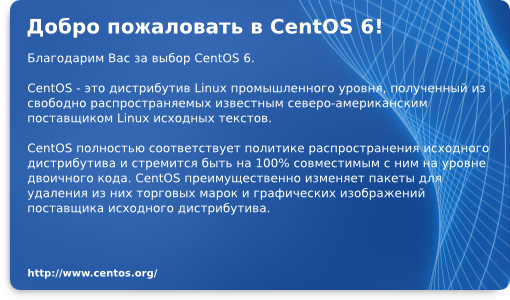 Добро пожаловать в CentOS 6!
Благодарим Вас за выбор CentOS 6.
CentOS - это дистрибутив Linux промышленного уровня, полученный из
свободно распространяемых известным северо-американским
поставщиком Linux исходных текстов.
CentOS полностью соответствует политике распространения исходного
дистрибутива и стремится быть на 100% совместимым с ним на уровне
двоичного кода. CentOS преимущественно изменяет пакеты для
удаления из них торговых марок и графических изображений
поставщика исходного дистрибутива.
http://www.centos.org/